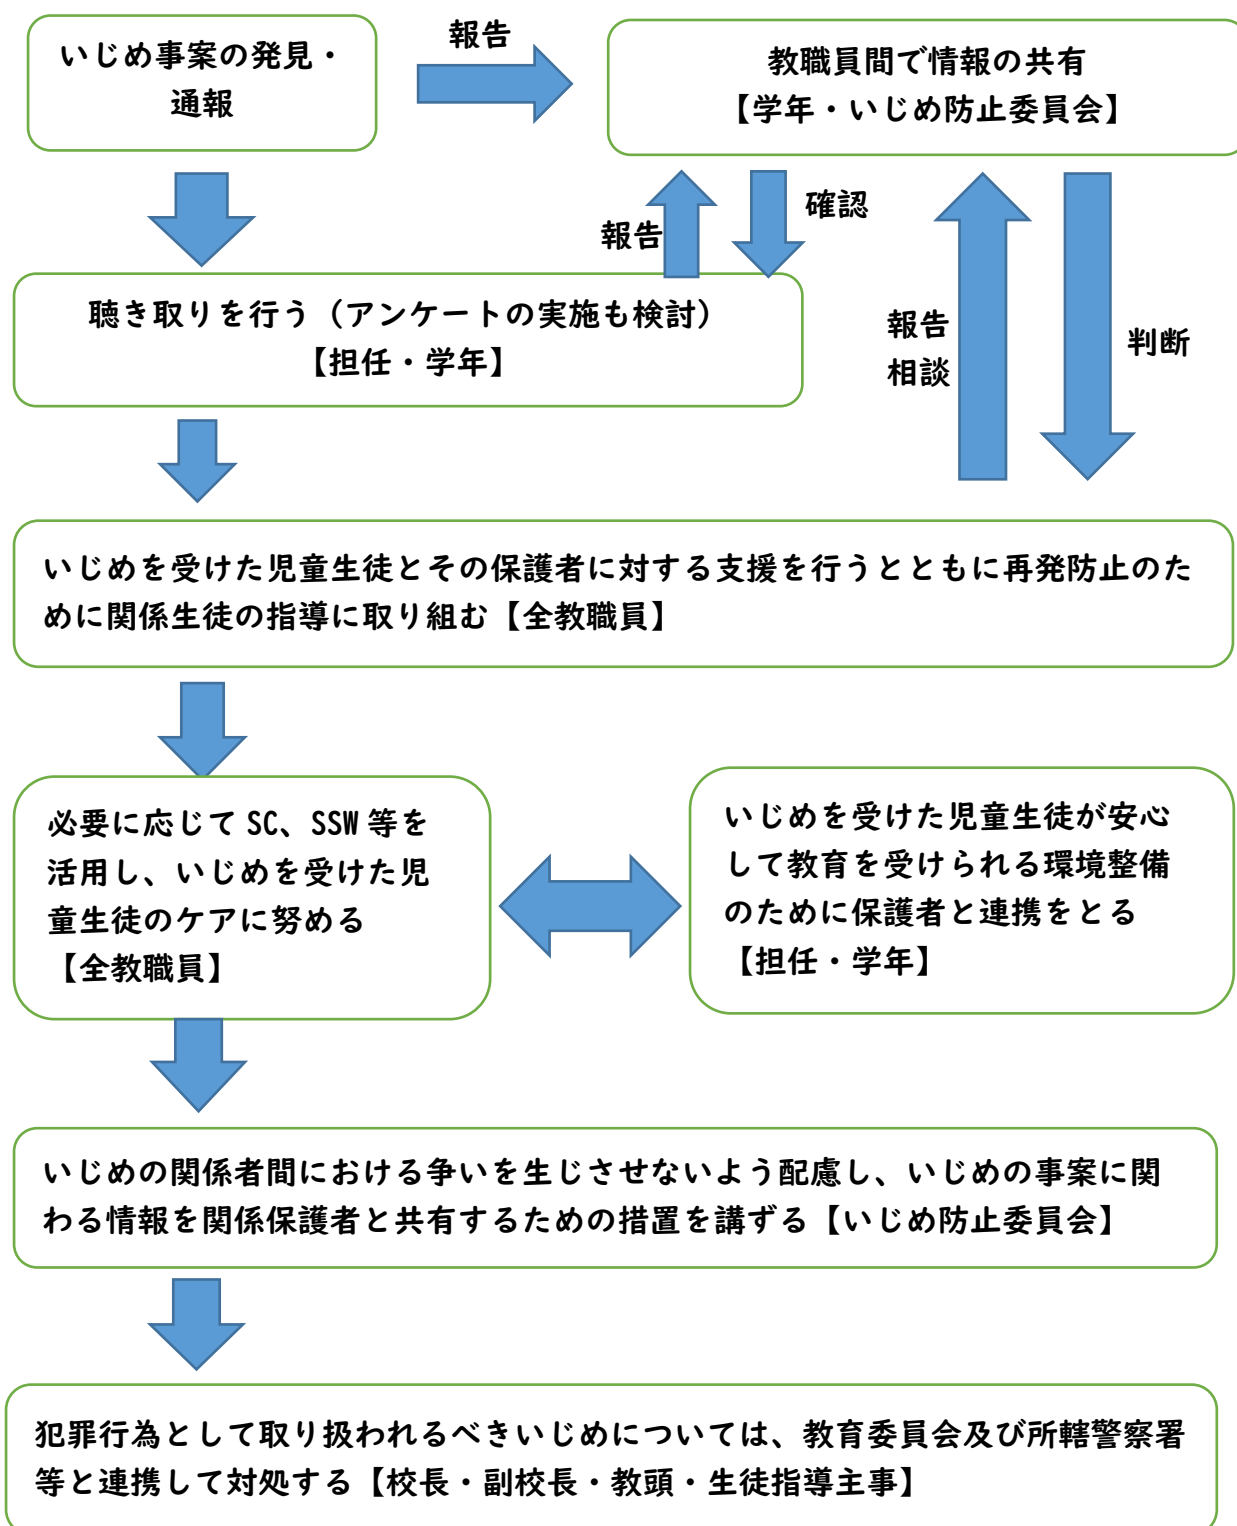 いじめ事案の発見・
通報
報告
教職員間で情報の共有
【学年・いじめ防止委員会】
報告
確認
聴き取りを行う（アンケートの実施も検討）
【担任・学年】
報告
相談
判断
いじめを受けた児童生徒とその保護者に対する支援を行うとともに再発防止のた
めに関係生徒の指導に取り組む【全教職員】
必要に応じて SC、SSW 等を
活用し、いじめを受けた児
童生徒のケアに努める
【全教職員】
いじめを受けた児童生徒が安心
して教育を受けられる環境整備
のために保護者と連携をとる
【担任・学年】
いじめの関係者間における争いを生じさせないよう配慮し、いじめの事案に関
わる情報を関係保護者と共有するための措置を講ずる【いじめ防止委員会】
犯罪行為として取り扱われるべきいじめについては、教育委員会及び所轄警察署
等と連携して対処する【校長・副校長・教頭・生徒指導主事】